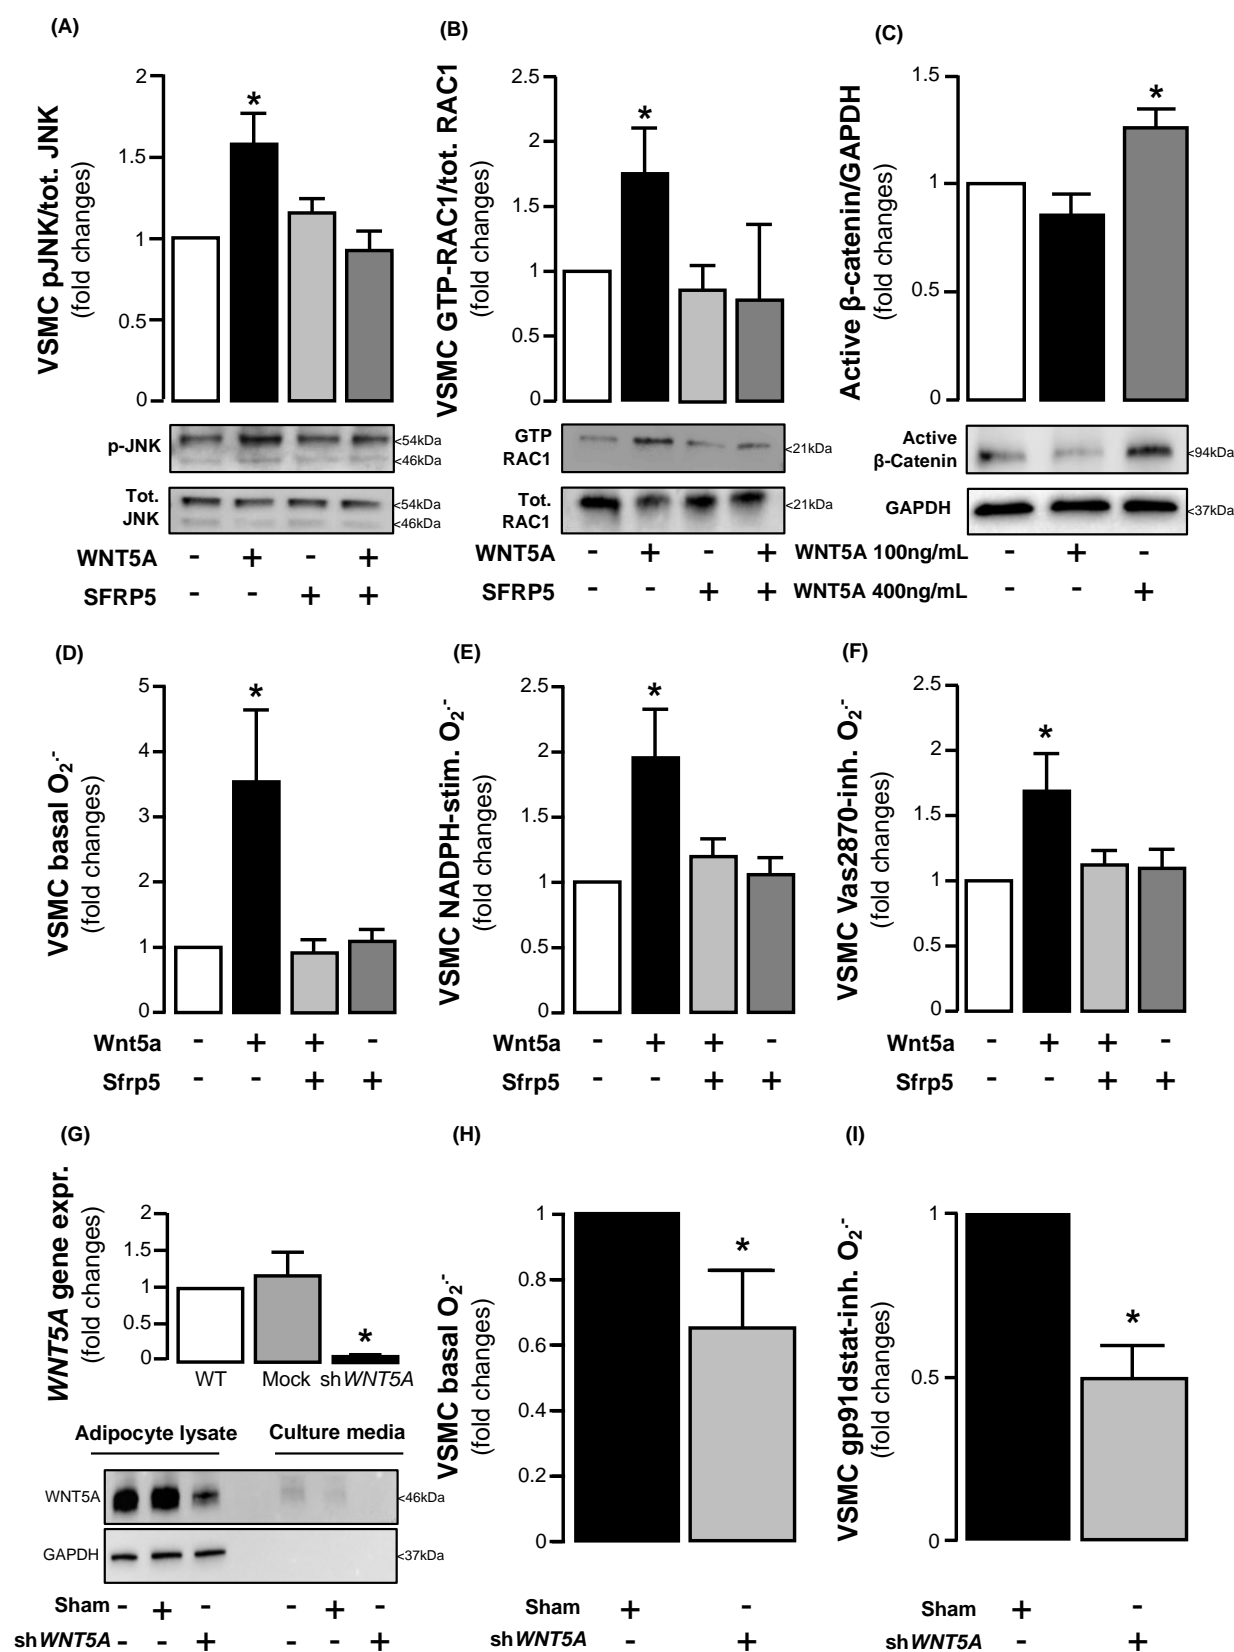 (A)
VSMC pJNK/tot. JNK
(fold changes)
2
1.5
1
0.5
0
*
p-JNK
<54kDa
<46kDa
Tot.
JNK
<54kDa
<46kDa
WNT5A - + - +
SFRP5 - - + +
(B)
VSMC GTP-RAC1/tot. RAC1
(fold changes)
2.5
2
1.5
1
0.5
0
*
GTP
RAC1
<21kDa
Tot.
RAC1
<21kDa
WNT5A - + - +
SFRP5 - - + +
(C)
Active β-catenin/GAPDH
(fold changes)
1.5
1
0.5
0
*
Active
β-Catenin
<94kDa
GAPDH
<37kDa
WNT5A 100ng/mL - + -
WNT5A 400ng/mL - - +
(D)
VSMC basal O₂·⁻
(fold changes)
5
4
3
2
1
0
*
Wnt5a - + + -
Sfrp5 - - + +
(E)
VSMC NADPH-stim. O₂·⁻
(fold changes)
2.5
2
1.5
1
0.5
0
*
Wnt5a - + + -
Sfrp5 - - + +
(F)
VSMC Vas2870-inh. O₂·⁻
(fold changes)
2.5
2
1.5
1
0.5
0
*
Wnt5a - + + -
Sfrp5 - - + +
(G)
WNT5A gene expr.
(fold changes)
2
1.5
1
0.5
0
*
WT Mock shWNT5A
Adipocyte lysate Culture media
WNT5A
<46kDa
GAPDH
<37kDa
Sham - + - - + -
shWNT5A - - + - - +
(H)
VSMC basal O₂·⁻
(fold changes)
1
0.8
0.6
0.4
0.2
0
*
Sham + -
shWNT5A - +
(I)
VSMC gp91dstat-inh. O₂·⁻
(fold changes)
1
0.5
0
*
Sham + -
shWNT5A - +